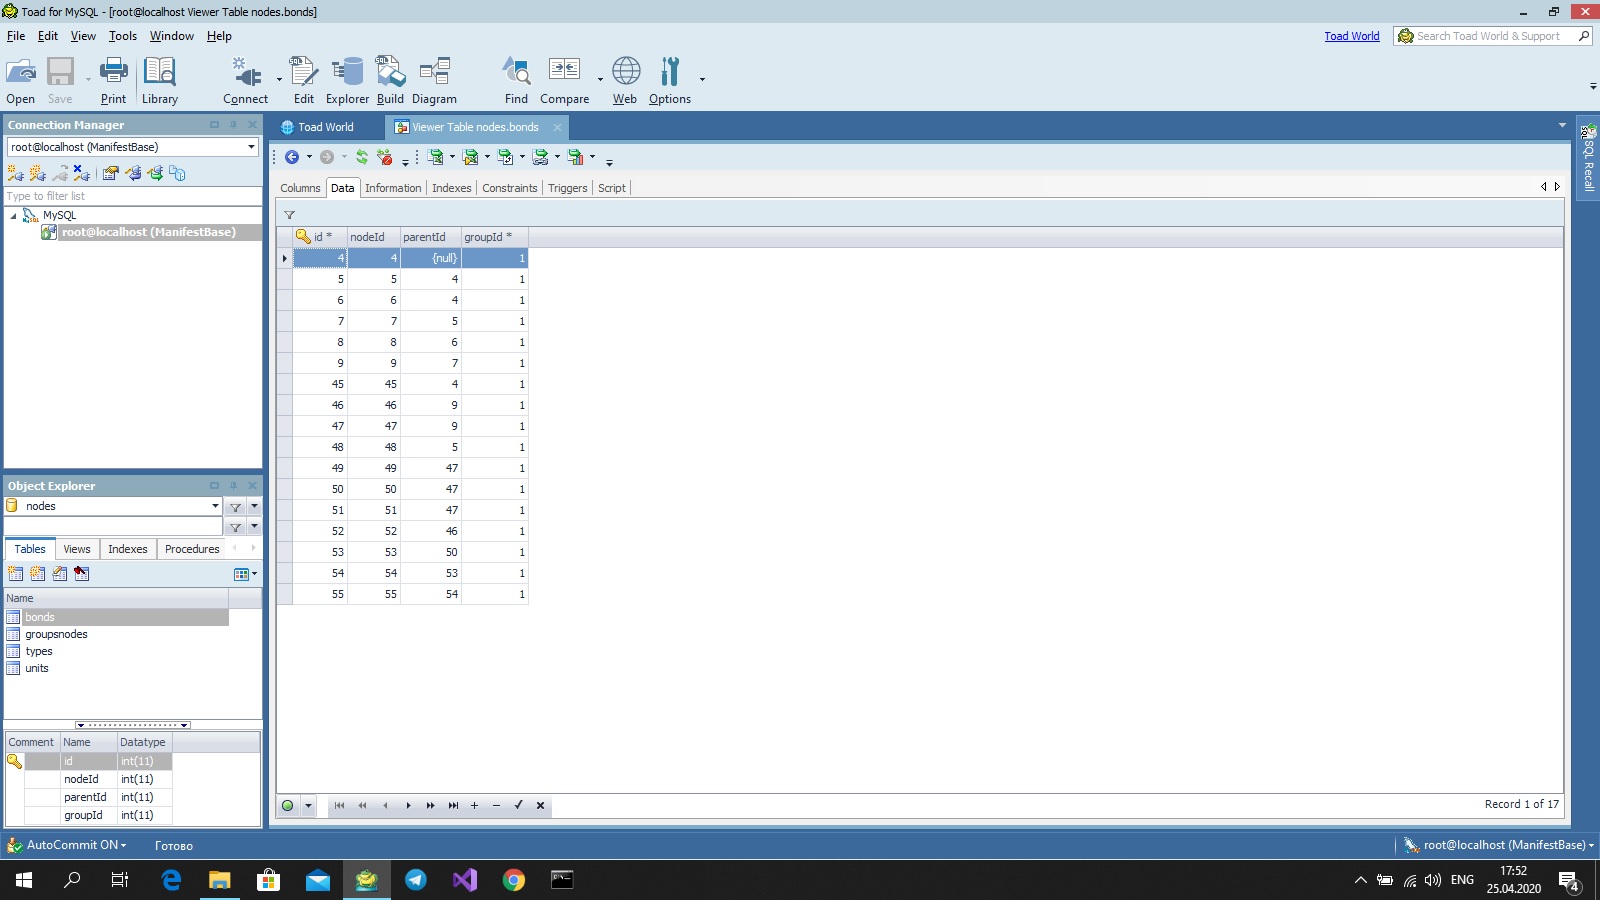 Toad for MySQL - [root@localhost Viewer Table nodes.bonds]
File Edit View Tools Window Help
Toad World
Search Toad World & Support
Open Save Print Library Connect Edit Explorer Build Diagram Find Compare Web Options
Connection Manager
root@localhost (ManifestBase)
Type to filter list
MySQL
root@localhost (ManifestBase)
Object Explorer
nodes
Tables Views Indexes Procedures
Name
bonds
groupsnodes
types
units
Comment Name Datatype
id int(11)
nodeId int(11)
parentId int(11)
groupId int(11)
Toad World Viewer Table nodes.bonds
Columns Data Information Indexes Constraints Triggers Script
id * nodeId parentId groupId *
4 4 {null} 1
5 5 4 1
6 6 4 1
7 7 5 1
8 8 6 1
9 9 7 1
45 45 4 1
46 46 9 1
47 47 9 1
48 48 5 1
49 49 47 1
50 50 47 1
51 51 47 1
52 52 46 1
53 53 50 1
54 54 53 1
55 55 54 1
Record 1 of 17
SQL Recall
AutoCommit ON Готово root@localhost (ManifestBase)
ENG
17:52
25.04.2020
4